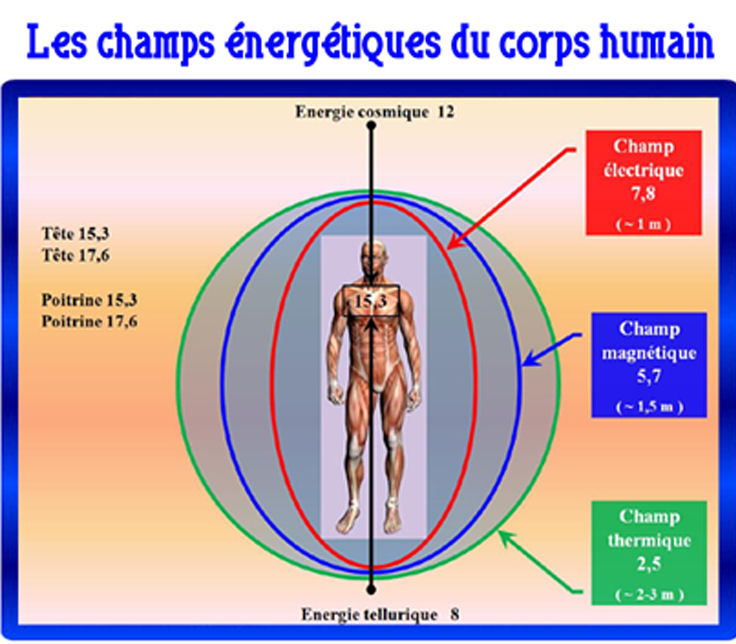 Les champs énergétiques du corps humain
Energie cosmique 12
Champ
électrique
7,8
( ~ 1 m )
Tête 15,3
Tête 17,6
Poitrine 15,3
Poitrine 17,6
15,3
Champ
magnétique
5,7
( ~ 1,5 m )
Champ
thermique
2,5
( ~ 2-3 m )
Energie tellurique 8